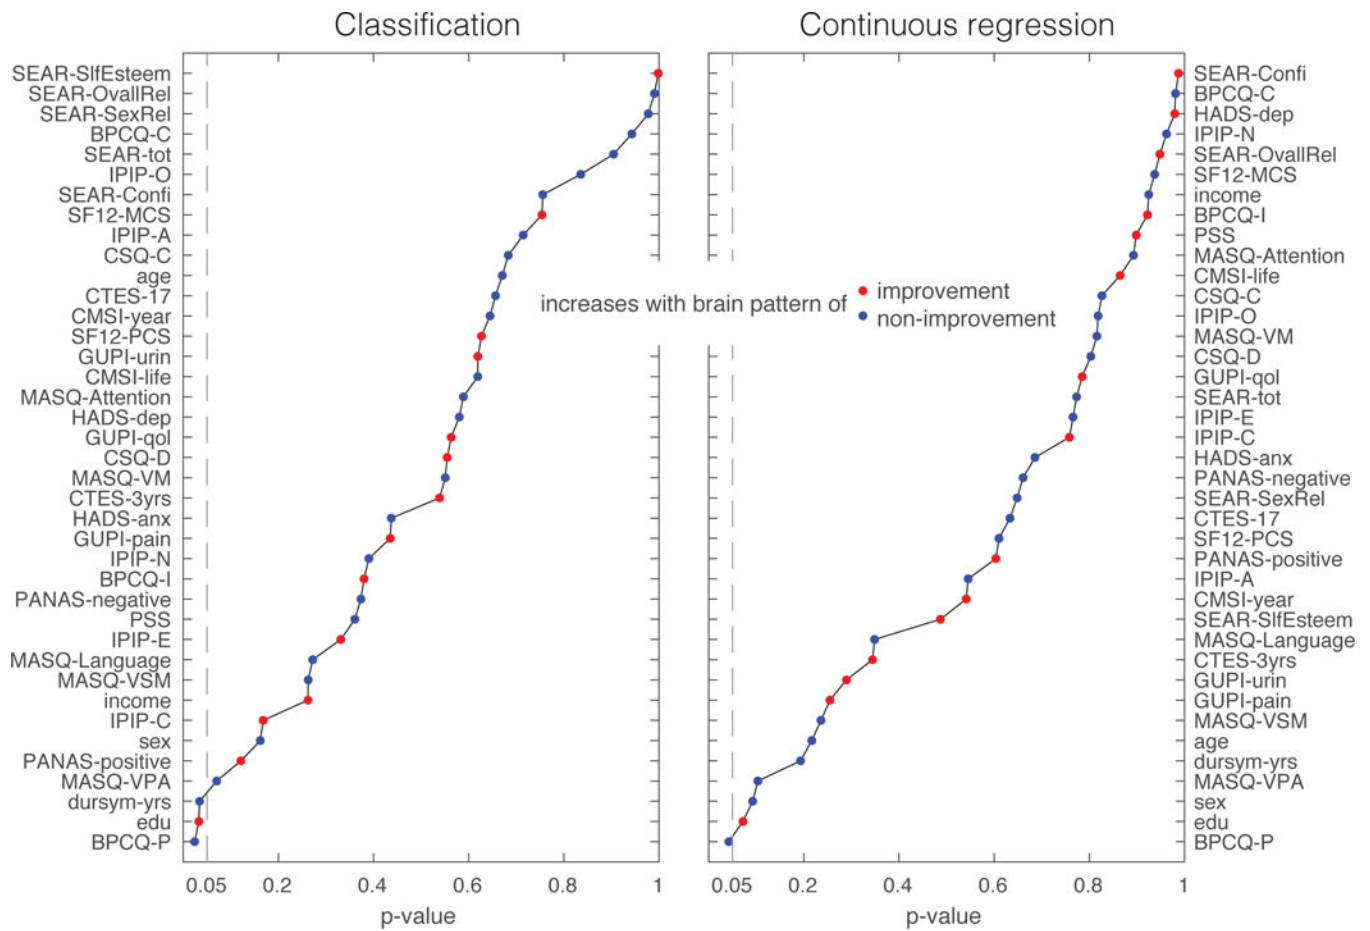 Classification
SEAR-SlfEsteem
SEAR-OvallRel
SEAR-SexRel
BPCQ-C
SEAR-tot
IPIP-O
SEAR-Confi
SF12-MCS
IPIP-A
CSQ-C
age
CTES-17
CMSI-year
SF12-PCS
GUPI-urin
CMSI-life
MASQ-Attention
HADS-dep
GUPI-qol
CSQ-D
MASQ-VM
CTES-3yrs
HADS-anx
GUPI-pain
IPIP-N
BPCQ-I
PANAS-negative
PSS
IPIP-E
MASQ-Language
MASQ-VSM
income
IPIP-C
sex
PANAS-positive
MASQ-VPA
dursym-yrs
edu
BPCQ-P
0.05 0.2 0.4 0.6 0.8 1
p-value
increases with brain pattern of
improvement
non-improvement
Continuous regression
SEAR-Confi
BPCQ-C
HADS-dep
IPIP-N
SEAR-OvallRel
SF12-MCS
income
BPCQ-I
PSS
MASQ-Attention
CMSI-life
CSQ-C
IPIP-O
MASQ-VM
CSQ-D
GUPI-qol
SEAR-tot
IPIP-E
IPIP-C
HADS-anx
PANAS-negative
SEAR-SexRel
CTES-17
SF12-PCS
PANAS-positive
IPIP-A
CMSI-year
SEAR-SlfEsteem
MASQ-Language
CTES-3yrs
GUPI-urin
GUPI-pain
MASQ-VSM
age
dursym-yrs
MASQ-VPA
sex
edu
BPCQ-P
0.05 0.2 0.4 0.6 0.8 1
p-value